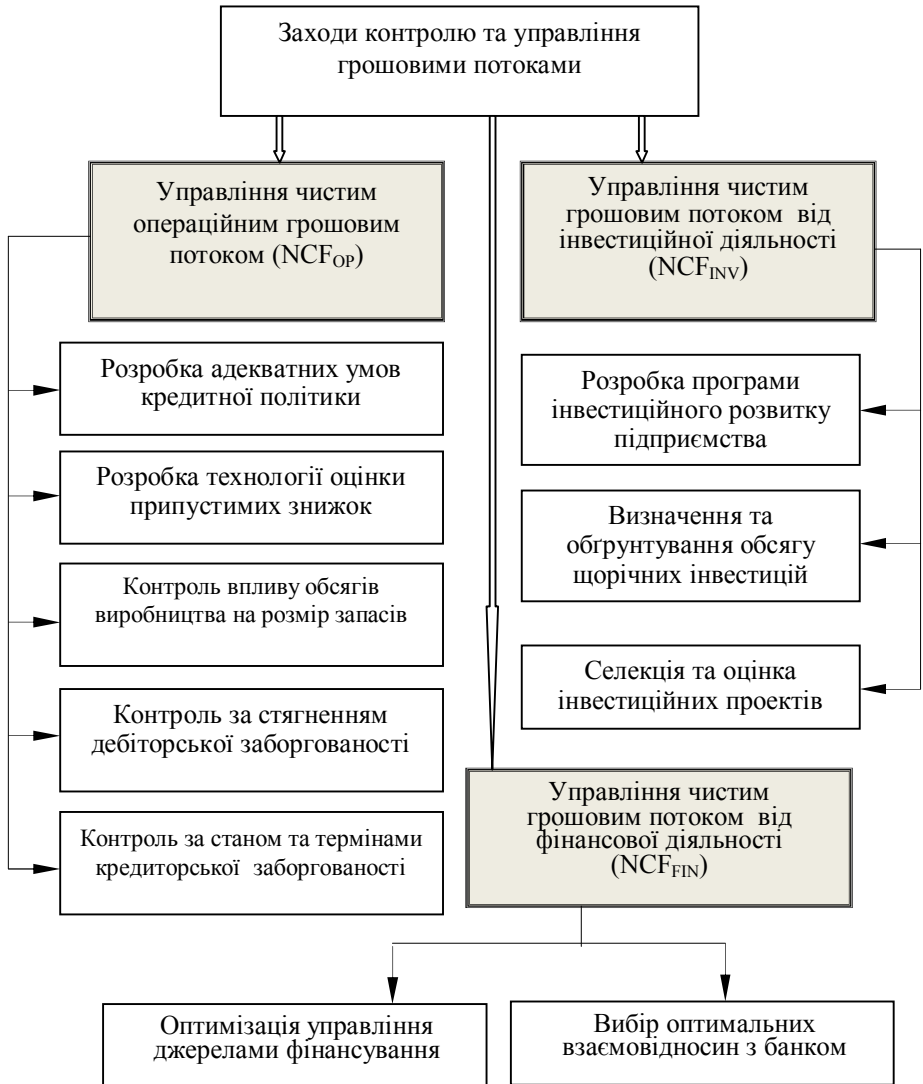 Заходи контролю та управління
грошовими потоками
Управління чистим
операційним грошовим
потоком (NCF_OP)
Управління чистим
грошовим потоком від
інвестиційної діяльності
(NCF_INV)
Розробка адекватних умов
кредитної політики
Розробка технології оцінки
припустимих знижок
Контроль впливу обсягів
виробництва на розмір запасів
Контроль за стягненням
дебіторської заборгованості
Контроль за станом та термінами
кредиторської заборгованості
Розробка програми
інвестиційного розвитку
підприємства
Визначення та
обґрунтування обсягу
щорічних інвестицій
Селекція та оцінка
інвестиційних проектів
Управління чистим
грошовим потоком від
фінансової діяльності
(NCF_FIN)
Оптимізація управління
джерелами фінансування
Вибір оптимальних
взаємовідносин з банком